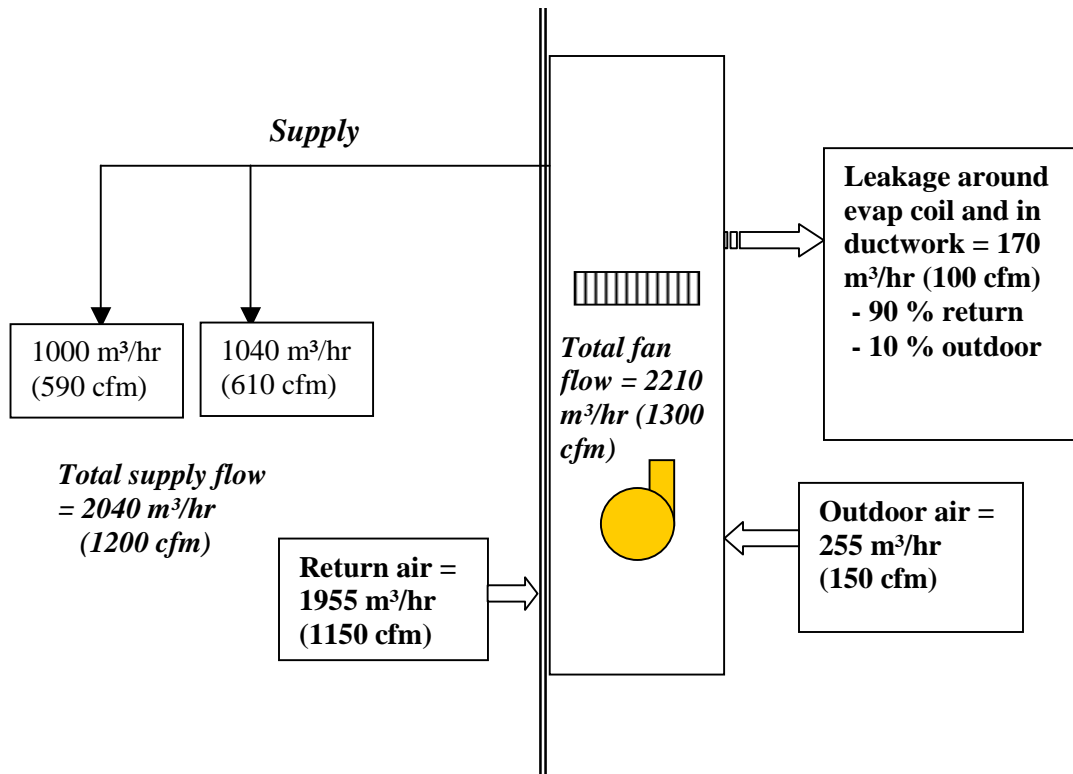 Supply
Leakage around
evap coil and in
ductwork = 170
m³/hr (100 cfm)
- 90 % return
- 10 % outdoor
1000 m³/hr
(590 cfm)
1040 m³/hr
(610 cfm)
Total fan
flow = 2210
m³/hr (1300
cfm)
Total supply flow
= 2040 m³/hr
(1200 cfm)
Outdoor air =
255 m³/hr
(150 cfm)
Return air =
1955 m³/hr
(1150 cfm)